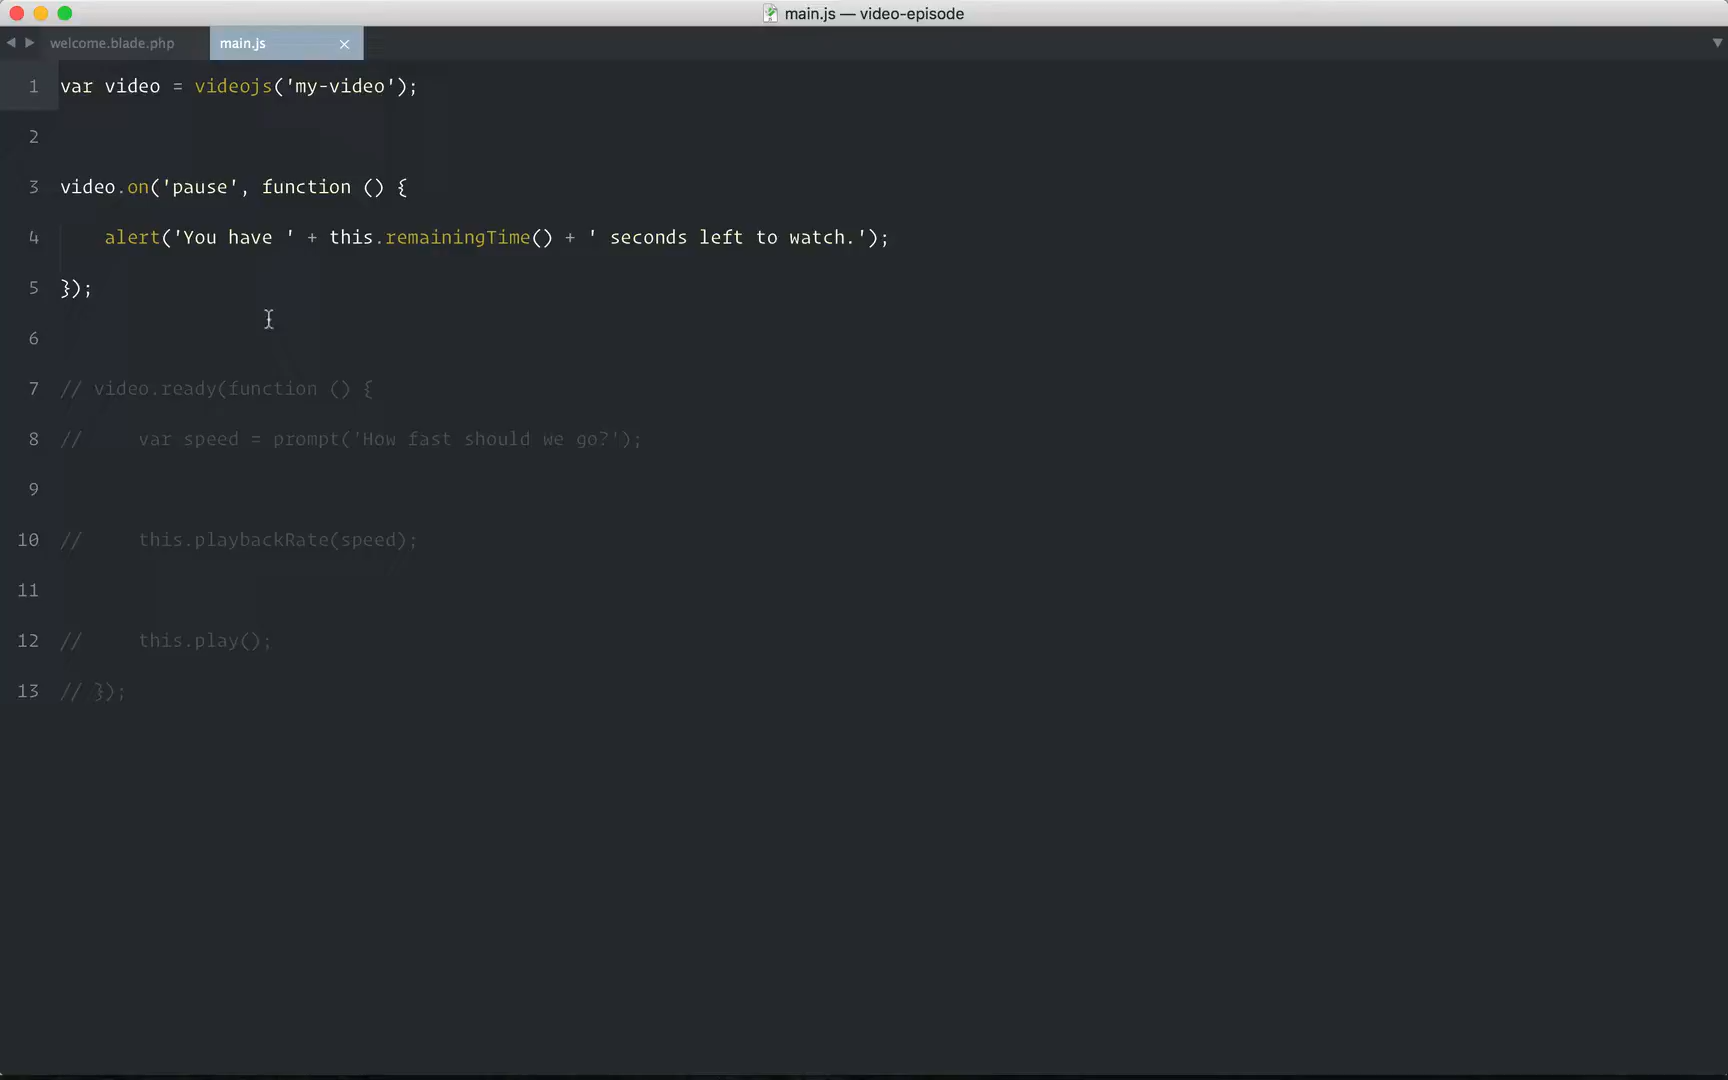 main.js — video-episode
welcome.blade.php main.js
1 var video = videojs('my-video');
2
3 video.on('pause', function () {
4 alert('You have ' + this.remainingTime() + ' seconds left to watch.');
5 });
6
7 // video.ready(function () {
8 // var speed = prompt('How fast should we go?');
9
10 // this.playbackRate(speed);
11
12 // this.play();
13 // });